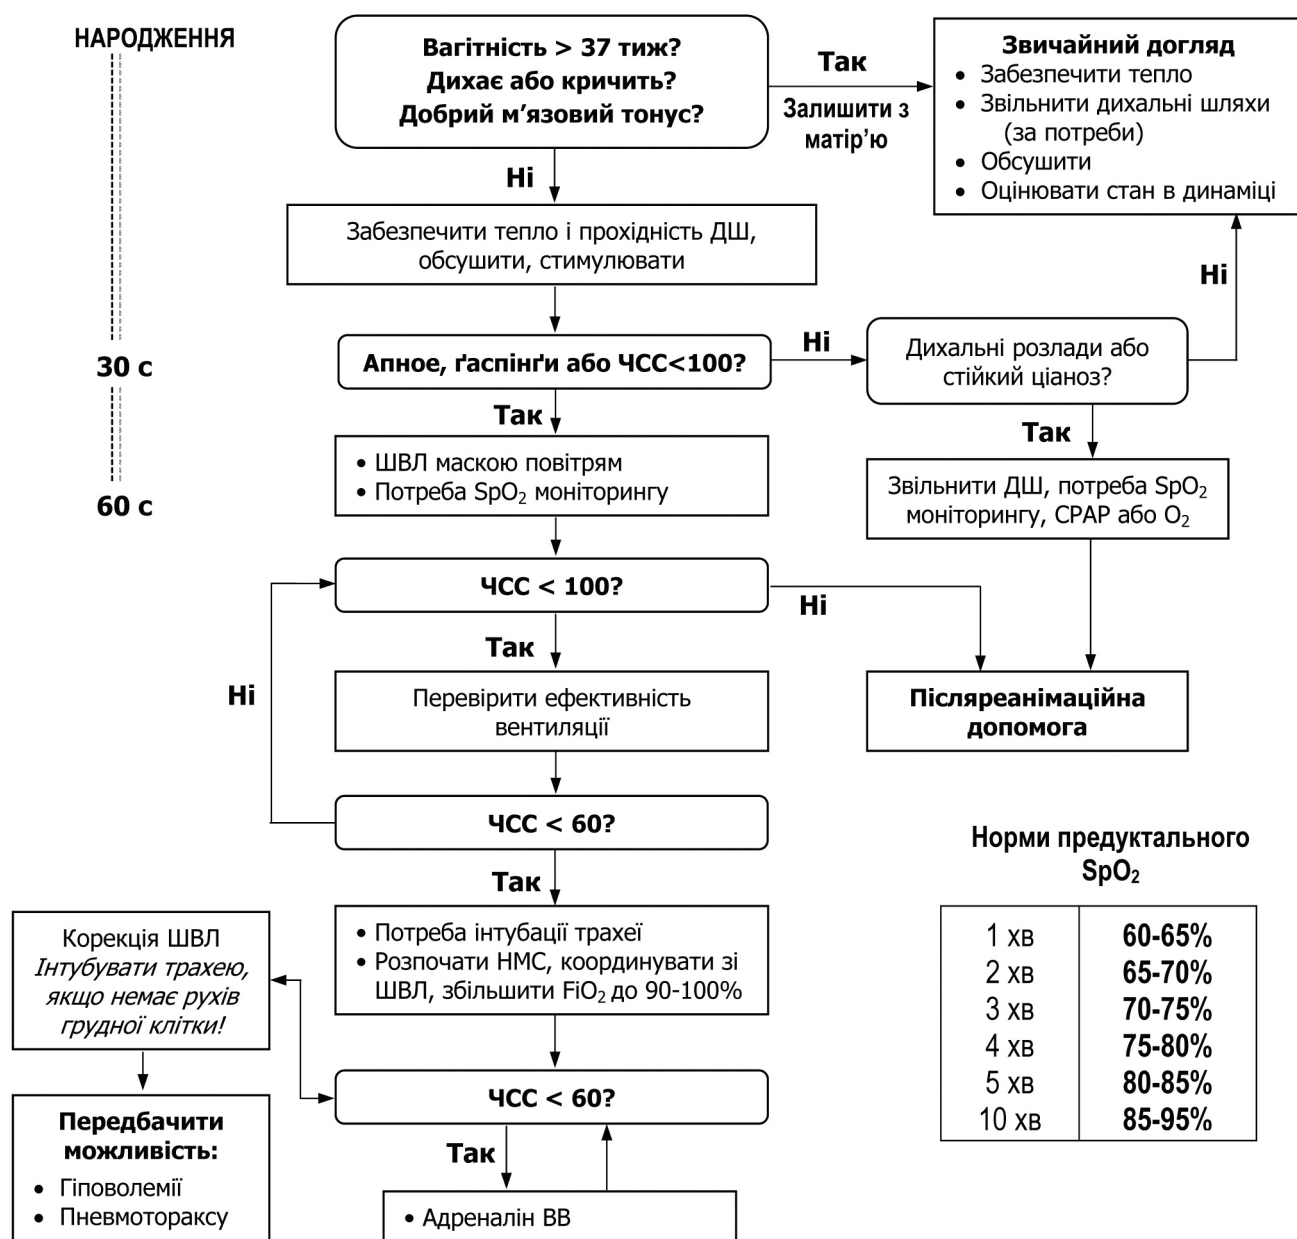 НАРОДЖЕННЯ
Вагітність > 37 тиж?
Дихає або кричить?
Добрий м’язовий тонус?
Так
Залишити з
матір’ю
Звичайний догляд
• Забезпечити тепло
• Звільнити дихальні шляхи
(за потреби)
• Обсушити
• Оцінювати стан в динаміці
Ні
Забезпечити тепло і прохідність ДШ,
обсушити, стимулювати
Ні
30 с
Апное, ґаспінґи або ЧСС<100?
Ні
Дихальні розлади або
стійкий ціаноз?
Так
Так
• ШВЛ маскою повітрям
• Потреба SpO₂ моніторингу
60 с
Звільнити ДШ, потреба SpO₂
моніторингу, CPAP або O₂
ЧСС < 100?
Ні
Так
Ні
Перевірити ефективність
вентиляції
Післяреанімаційна
допомога
ЧСС < 60?
Так
Норми предуктального
SpO₂
1 хв 60-65%
2 хв 65-70%
3 хв 70-75%
4 хв 75-80%
5 хв 80-85%
10 хв 85-95%
• Потреба інтубації трахеї
• Розпочати НМС, координувати зі
ШВЛ, збільшити FiO₂ до 90-100%
Корекція ШВЛ
Інтубувати трахею,
якщо немає рухів
грудної клітки!
ЧСС < 60?
Так
Передбачити
можливість:
• Гіповолемії
• Пневмотораксу
• Адреналін ВВ